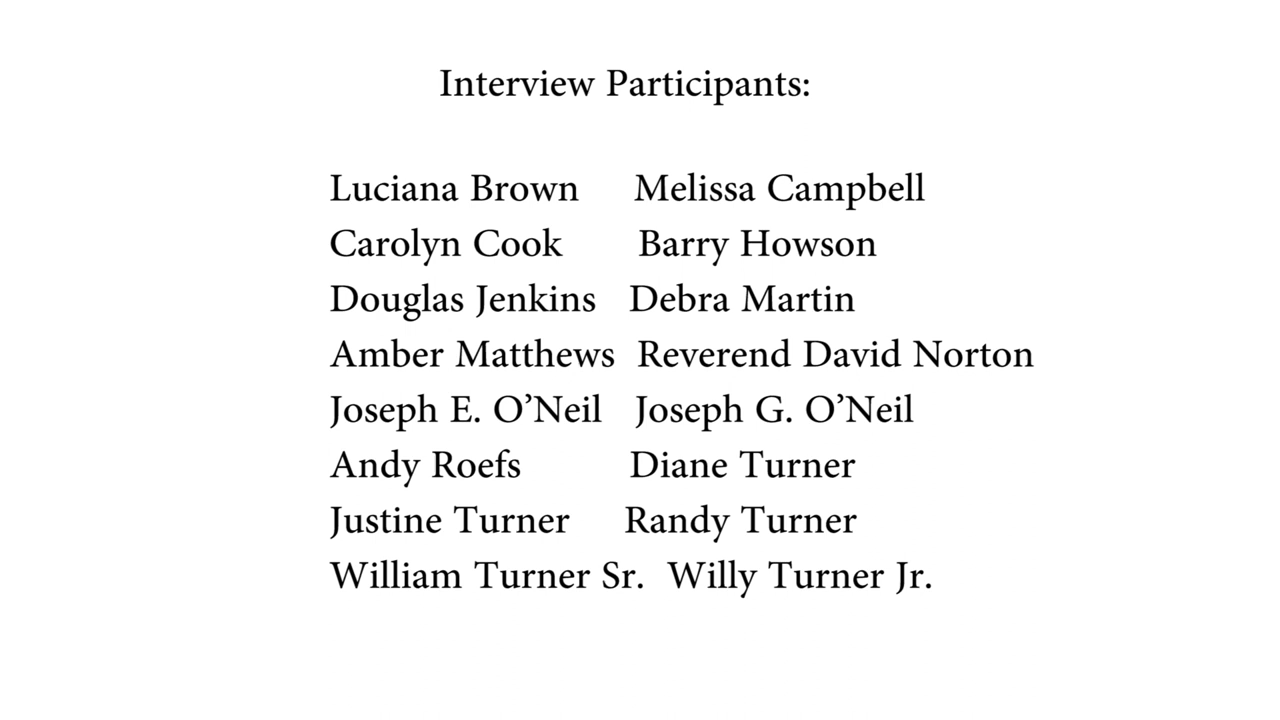 Interview Participants:
Luciana Brown Melissa Campbell
Carolyn Cook Barry Howson
Douglas Jenkins Debra Martin
Amber Matthews Reverend David Norton
Joseph E. O’Neil Joseph G. O’Neil
Andy Roefs Diane Turner
Justine Turner Randy Turner
William Turner Sr. Willy Turner Jr.